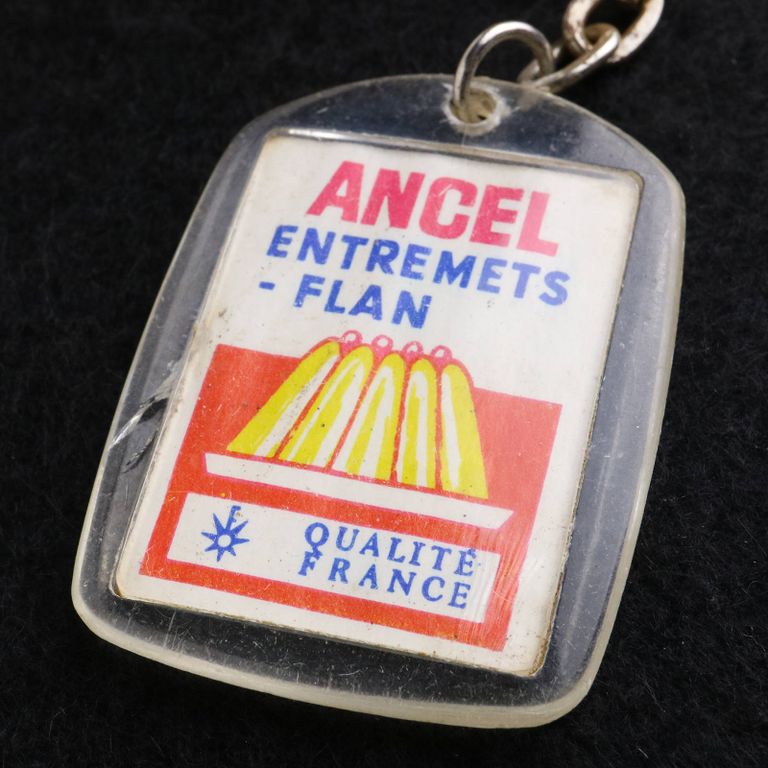 ANCEL
ENTREMETS
- FLAN
QUALITÉ
FRANCE